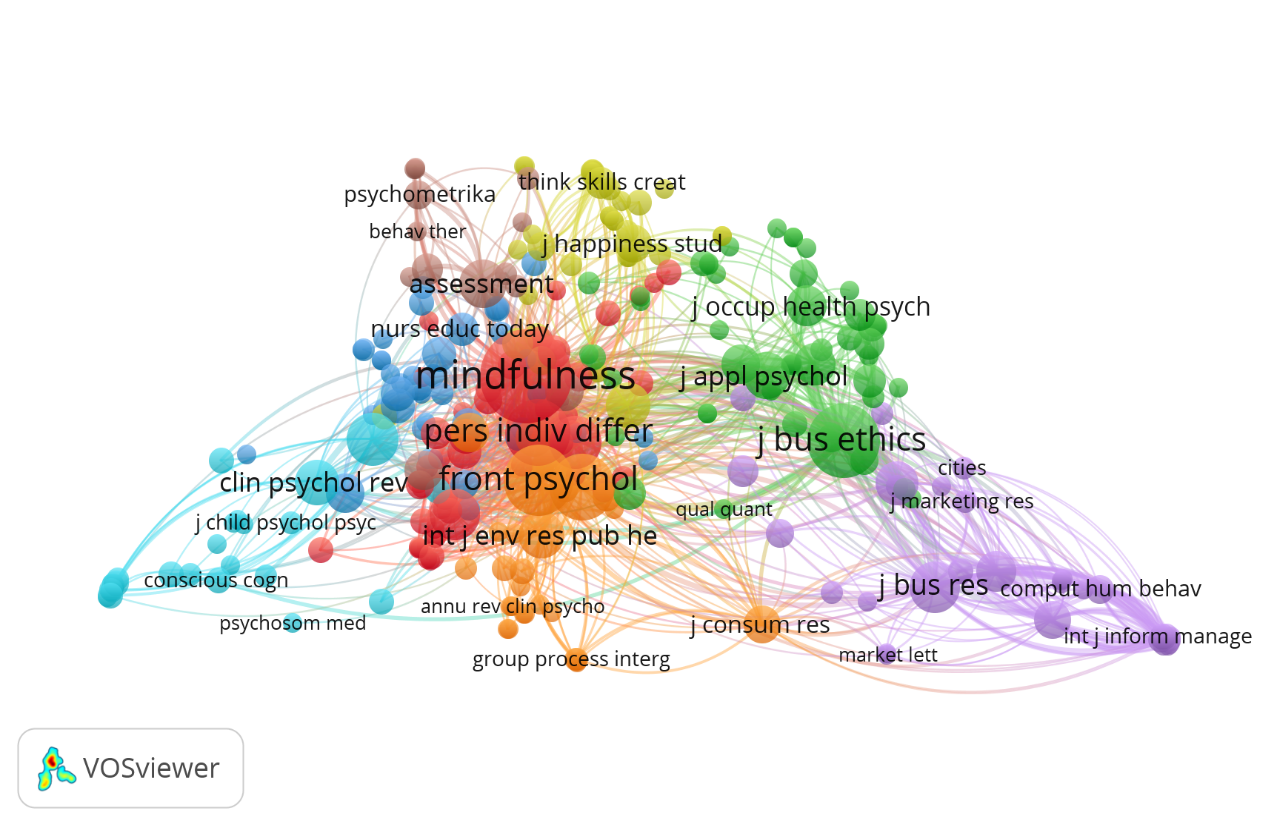 think skills creat
psychometrika
behav ther
j happiness stud
assessment
j occup health psych
nurs educ today
mindfulness
j appl psychol
pers indiv differ
j bus ethics
cities
clin psychol rev
front psychol
j marketing res
qual quant
j child psychol psyc
int j env res pub he
conscious cogn
j bus res
comput hum behav
annu rev clin psycho
psychosom med
j consum res
int j inform manage
market lett
group process interg
VOSviewer